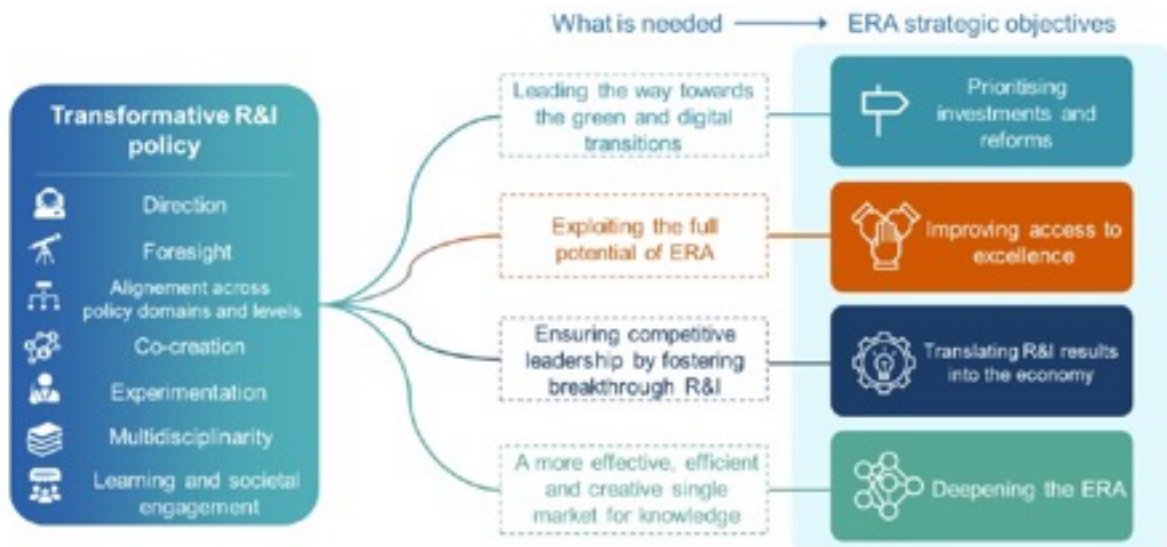 What is needed
ERA strategic objectives
Transformative R&I
policy
Direction
Foresight
Alignement across
policy domains and levels
Co-creation
Experimentation
Multidisciplinarity
Learning and societal
engagement
Leading the way towards
the green and digital
transitions
Prioritising
investments and
reforms
Exploiting the full
potential of ERA
Improving access to
excellence
Ensuring competitive
leadership by fostering
breakthrough R&I
Translating R&I results
into the economy
A more effective, efficient
and creative single
market for knowledge
Deepening the ERA